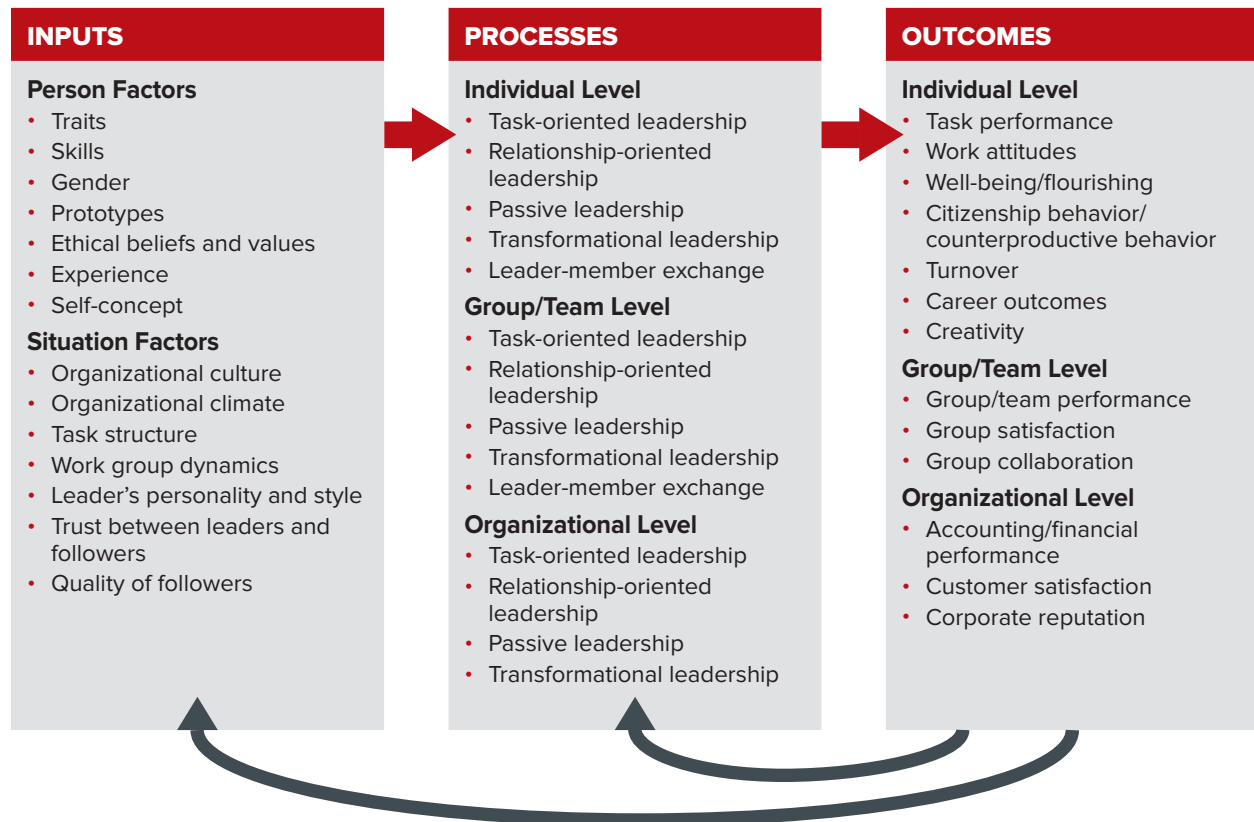 INPUTS
Person Factors
• Traits
• Skills
• Gender
• Prototypes
• Ethical beliefs and values
• Experience
• Self-concept
Situation Factors
• Organizational culture
• Organizational climate
• Task structure
• Work group dynamics
• Leader's personality and style
• Trust between leaders and
followers
• Quality of followers
PROCESSES
Individual Level
• Task-oriented leadership
• Relationship-oriented
leadership
• Passive leadership
• Transformational leadership
• Leader-member exchange
Group/Team Level
• Task-oriented leadership
• Relationship-oriented
leadership
• Passive leadership
• Transformational leadership
• Leader-member exchange
Organizational Level
• Task-oriented leadership
• Relationship-oriented
leadership
• Passive leadership
• Transformational leadership
OUTCOMES
Individual Level
• Task performance
• Work attitudes
• Well-being/flourishing
• Citizenship behavior/
counterproductive behavior
• Turnover
• Career outcomes
• Creativity
Group/Team Level
• Group/team performance
• Group satisfaction
• Group collaboration
Organizational Level
• Accounting/financial
performance
• Customer satisfaction
• Corporate reputation